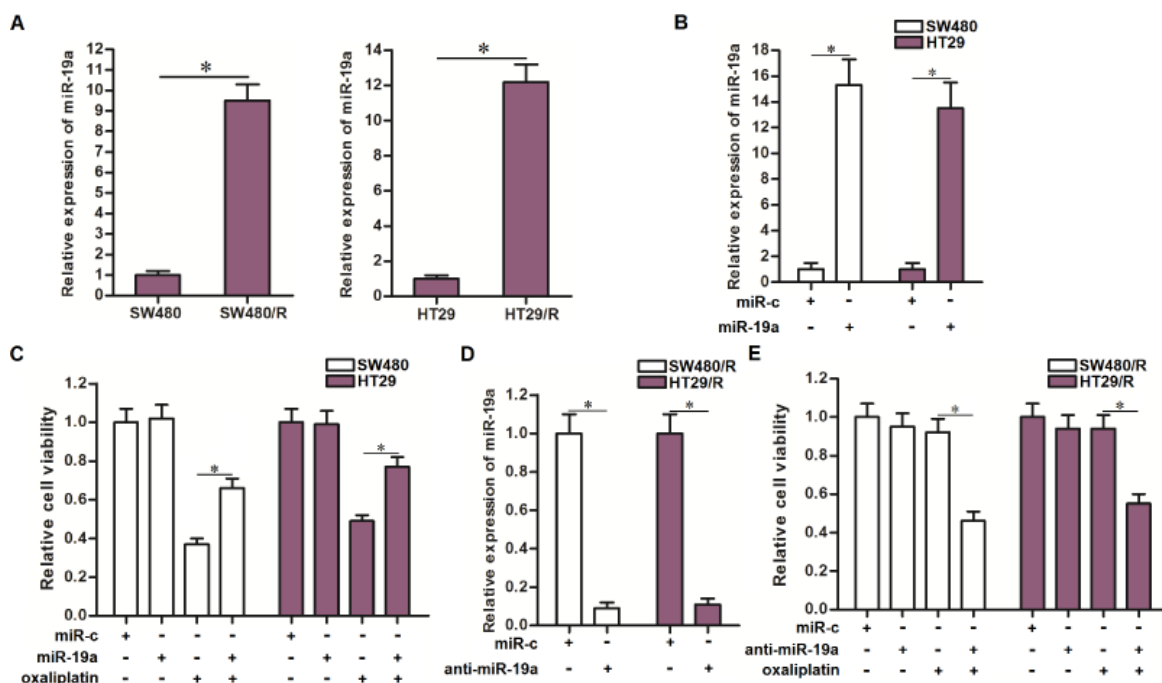 A
Relative expression of miR-19a
12
11
10
9
8
7
6
5
4
3
2
1
0
*
SW480 SW480/R
Relative expression of miR-19a
14
12
10
8
6
4
2
0
*
HT29 HT29/R
B
SW480
HT29
Relative expression of miR-19a
18
16
14
12
10
8
6
4
2
0
* *
miR-c + - + -
miR-19a - + - +
C
SW480
HT29
Relative cell viability
1.2
1.0
0.8
0.6
0.4
0.2
0.0
* *
miR-c + - - - + - - -
miR-19a - + - + - + - +
oxaliplatin - - + + - - + +
D
SW480/R
HT29/R
Relative expression of miR-19a
1.2
1.0
0.8
0.6
0.4
0.2
0.0
* *
miR-c + - + -
anti-miR-19a - + - +
E
SW480/R
HT29/R
Relative cell viability
1.2
1.0
0.8
0.6
0.4
0.2
0.0
* *
miR-c + - - - + - - -
anti-miR-19a - + - + - + - +
oxaliplatin - - + + - - + +